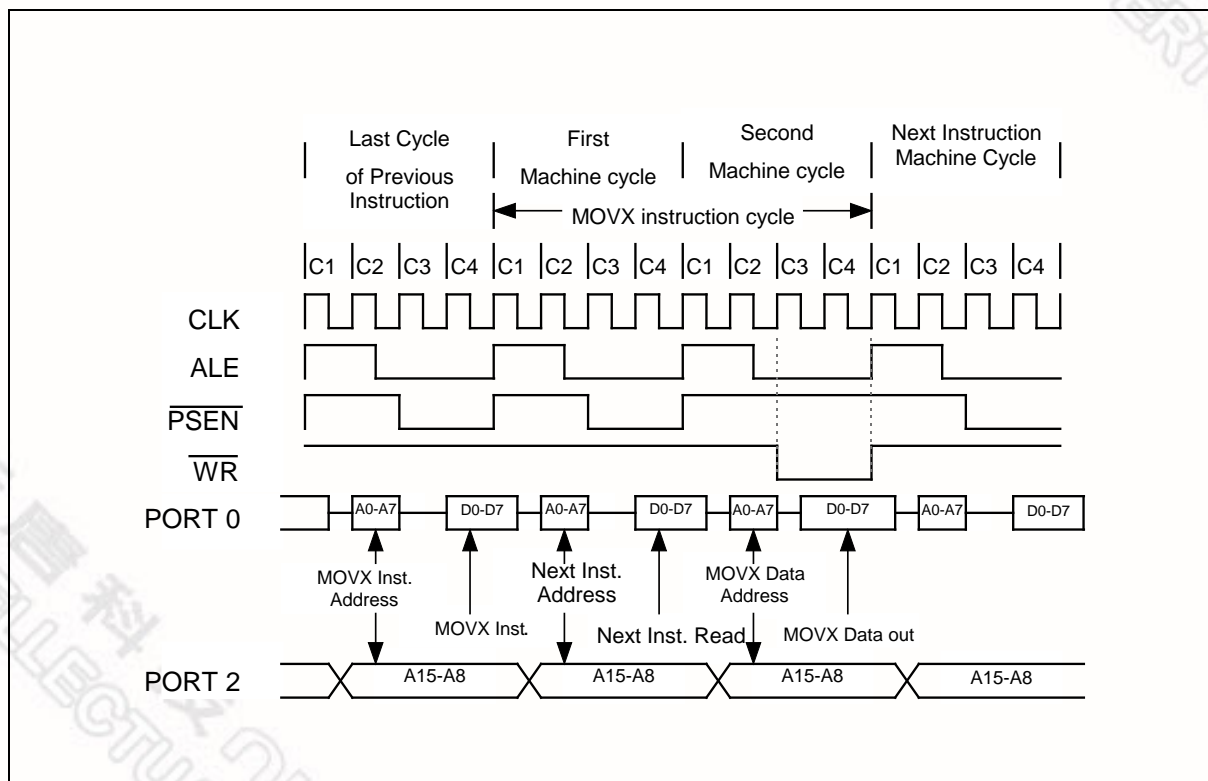 Last Cycle
of Previous
Instruction
First
Machine cycle
Second
Machine cycle
Next Instruction
Machine Cycle
MOVX instruction cycle
C1 C2 C3 C4 C1 C2 C3 C4 C1 C2 C3 C4 C1 C2 C3 C4
CLK
ALE
PSEN
WR
PORT 0
A0-A7 D0-D7 A0-A7 D0-D7 A0-A7 D0-D7 A0-A7 D0-D7
MOVX Inst.
Address
MOVX Inst.
Next Inst.
Address
Next Inst. Read
MOVX Data
Address
MOVX Data out
PORT 2
A15-A8 A15-A8 A15-A8 A15-A8